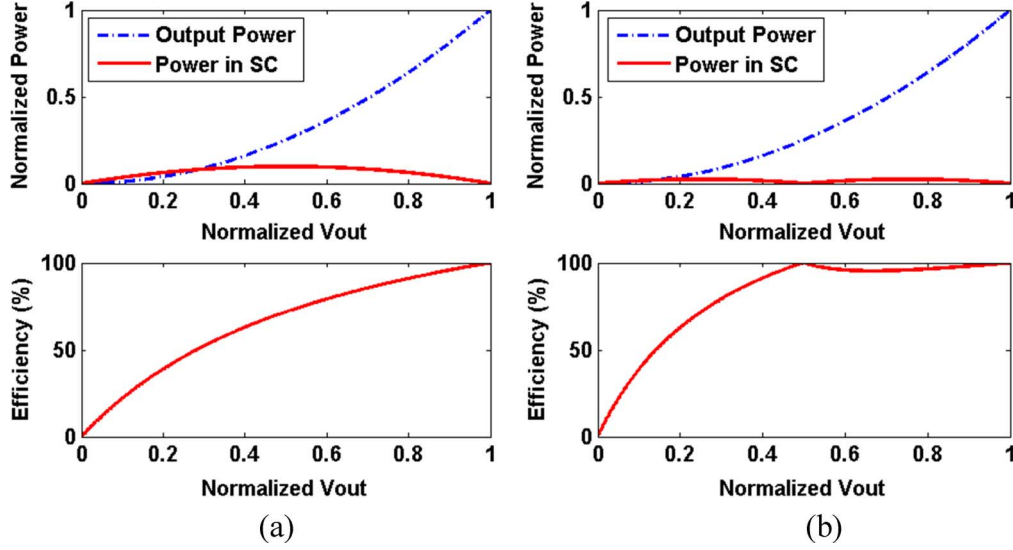 Normalized Power
1
0.5
0
Output Power
Power in SC
0 0.2 0.4 0.6 0.8 1
Normalized Vout
Efficiency (%)
100
50
0
0 0.2 0.4 0.6 0.8 1
Normalized Vout
(a)
Normalized Power
1
0.5
0
Output Power
Power in SC
0 0.2 0.4 0.6 0.8 1
Normalized Vout
Efficiency (%)
100
50
0
0 0.2 0.4 0.6 0.8 1
Normalized Vout
(b)